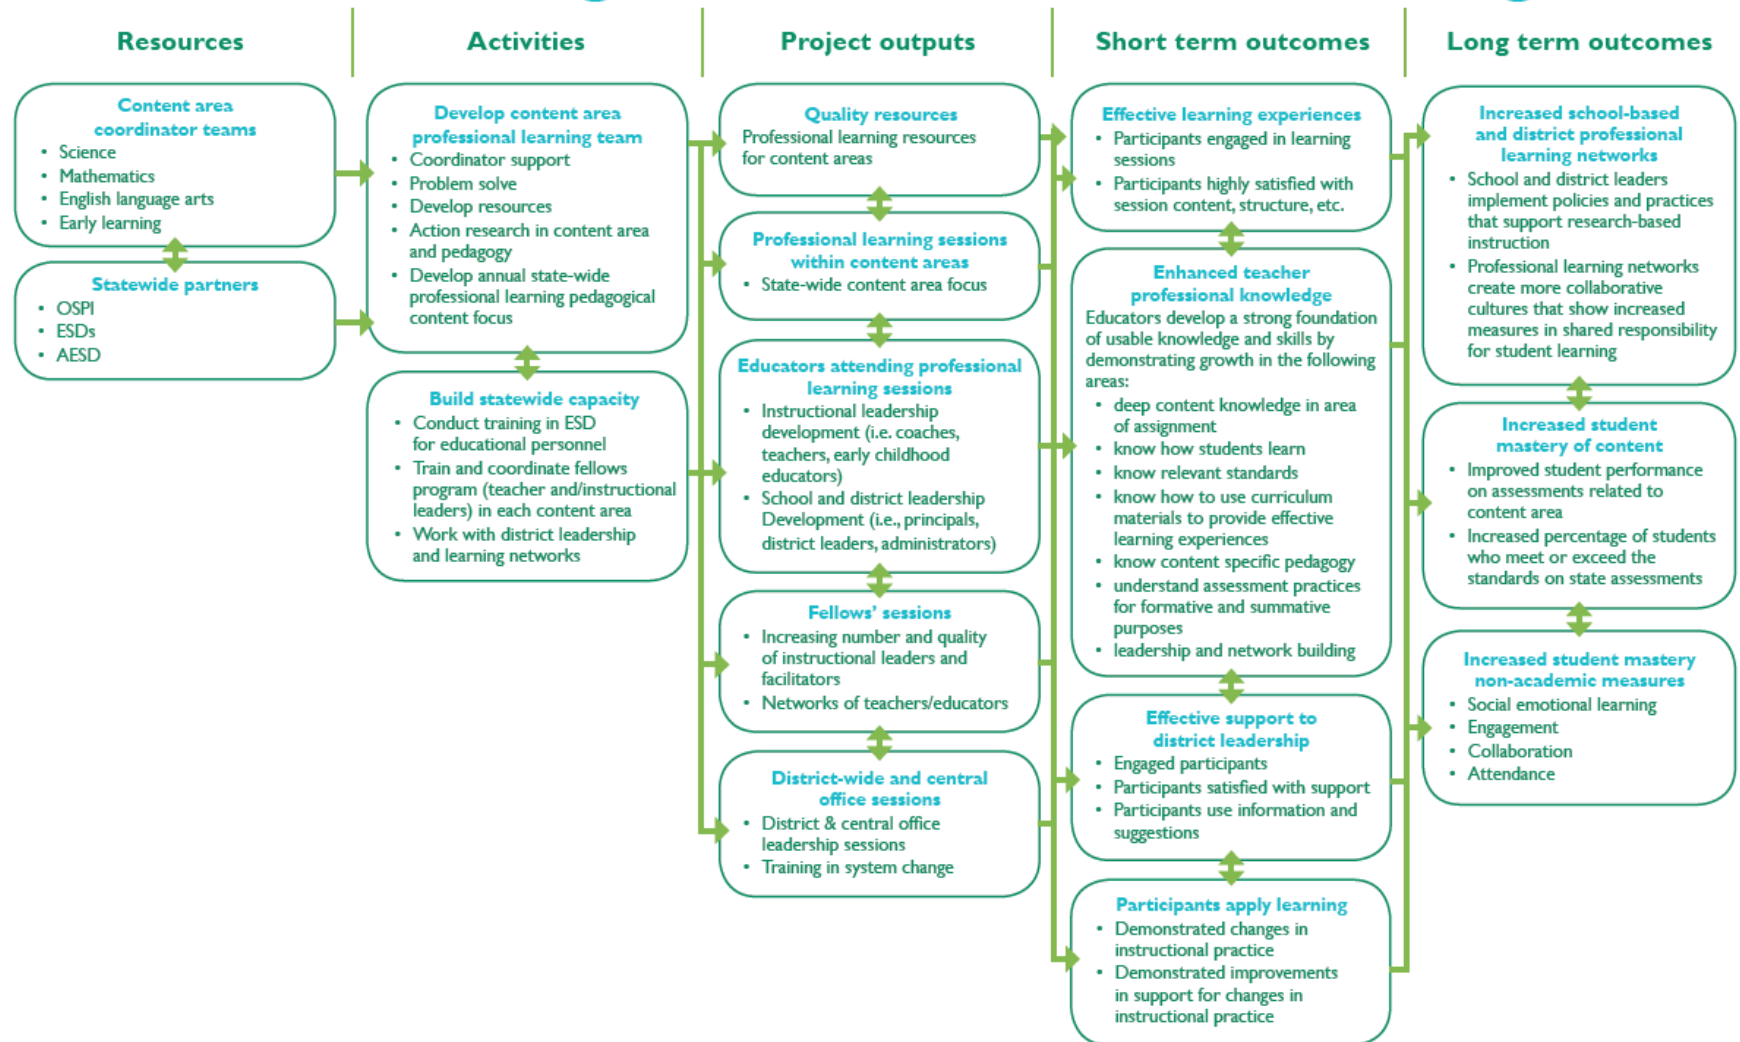 Resources
Activities
Project outputs
Short term outcomes
Long term outcomes
Content area
coordinator teams
• Science
• Mathematics
• English language arts
• Early learning
Statewide partners
• OSPI
• ESDs
• AESD
Develop content area
professional learning team
• Coordinator support
• Problem solve
• Develop resources
• Action research in content area
and pedagogy
• Develop annual state-wide
professional learning pedagogical
content focus
Build statewide capacity
• Conduct training in ESD
for educational personnel
• Train and coordinate fellows
program (teacher and/instructional
leaders) in each content area
• Work with district leadership
and learning networks
Quality resources
Professional learning resources
for content areas
Professional learning sessions
within content areas
• State-wide content area focus
Educators attending professional
learning sessions
• Instructional leadership
development (i.e. coaches,
teachers, early childhood
educators)
• School and district leadership
Development (i.e., principals,
district leaders, administrators)
Fellows’ sessions
• Increasing number and quality
of instructional leaders and
facilitators
• Networks of teachers/educators
District-wide and central
office sessions
• District & central office
leadership sessions
• Training in system change
Effective learning experiences
• Participants engaged in learning
sessions
• Participants highly satisfied with
session content, structure, etc.
Enhanced teacher
professional knowledge
Educators develop a strong foundation
of usable knowledge and skills by
demonstrating growth in the following
areas:
• deep content knowledge in area
of assignment
• know how students learn
• know relevant standards
• know how to use curriculum
materials to provide effective
learning experiences
• know content specific pedagogy
• understand assessment practices
for formative and summative
purposes
• leadership and network building
Effective support to
district leadership
• Engaged participants
• Participants satisfied with support
• Participants use information and
suggestions
Participants apply learning
• Demonstrated changes in
instructional practice
• Demonstrated improvements
in support for changes in
instructional practice
Increased school-based
and district professional
learning networks
• School and district leaders
implement policies and practices
that support research-based
instruction
• Professional learning networks
create more collaborative
cultures that show increased
measures in shared responsibility
for student learning
Increased student
mastery of content
• Improved student performance
on assessments related to
content area
• Increased percentage of students
who meet or exceed the
standards on state assessments
Increased student mastery
non-academic measures
• Social emotional learning
• Engagement
• Collaboration
• Attendance